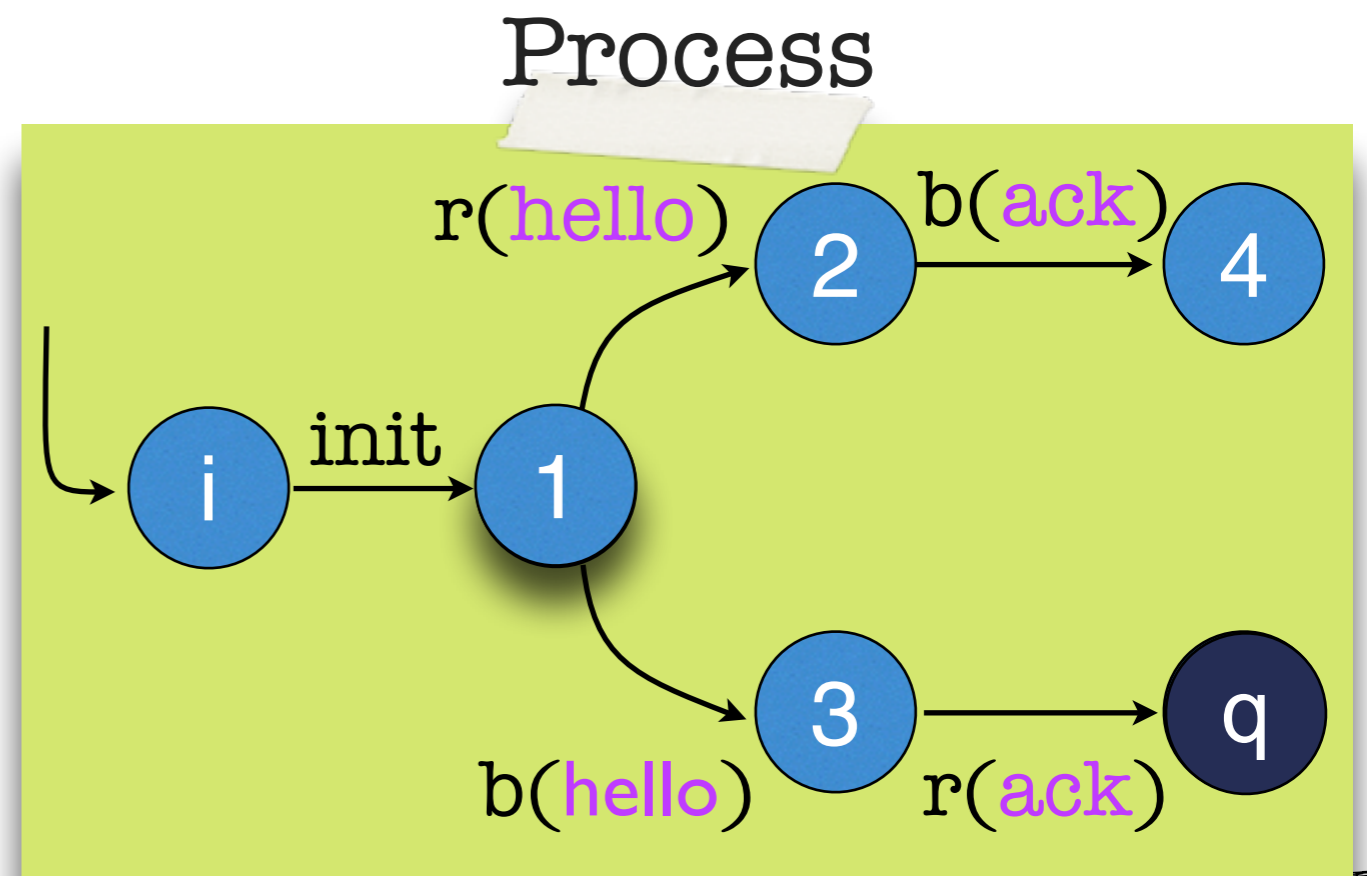 Process
r(hello)
2
b(ack)
4
i
init
1
b(hello)
3
r(ack)
q